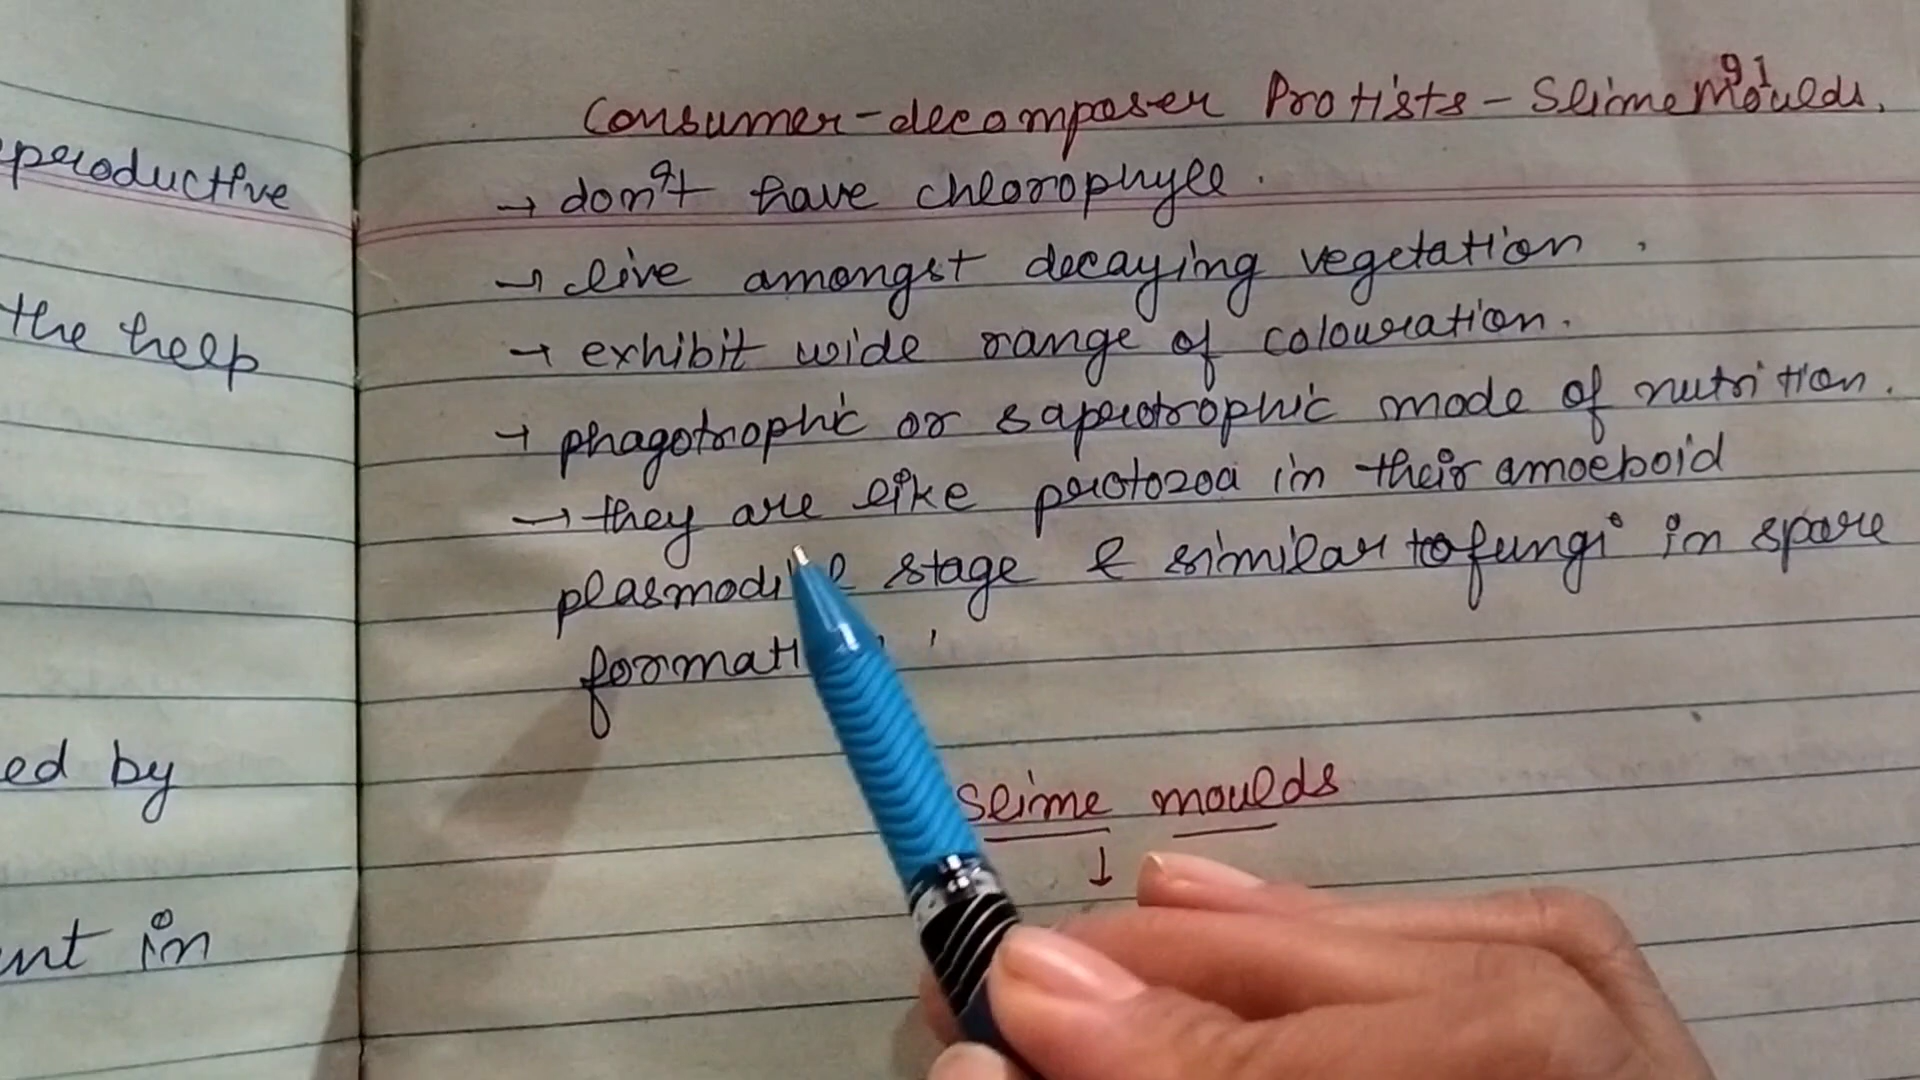 productive
the help
ed by
nt in
91
Consumer-decomposer Protists - Slime Moulds.
→ don't have chlorophyll.
→ live amongst decaying vegetation.
→ exhibit wide range of colouration.
→ phagotrophic or saprotrophic mode of nutrition.
→ they are like protozoa in their amoeboid
stage & similar to fungi in spore
slime moulds
↓